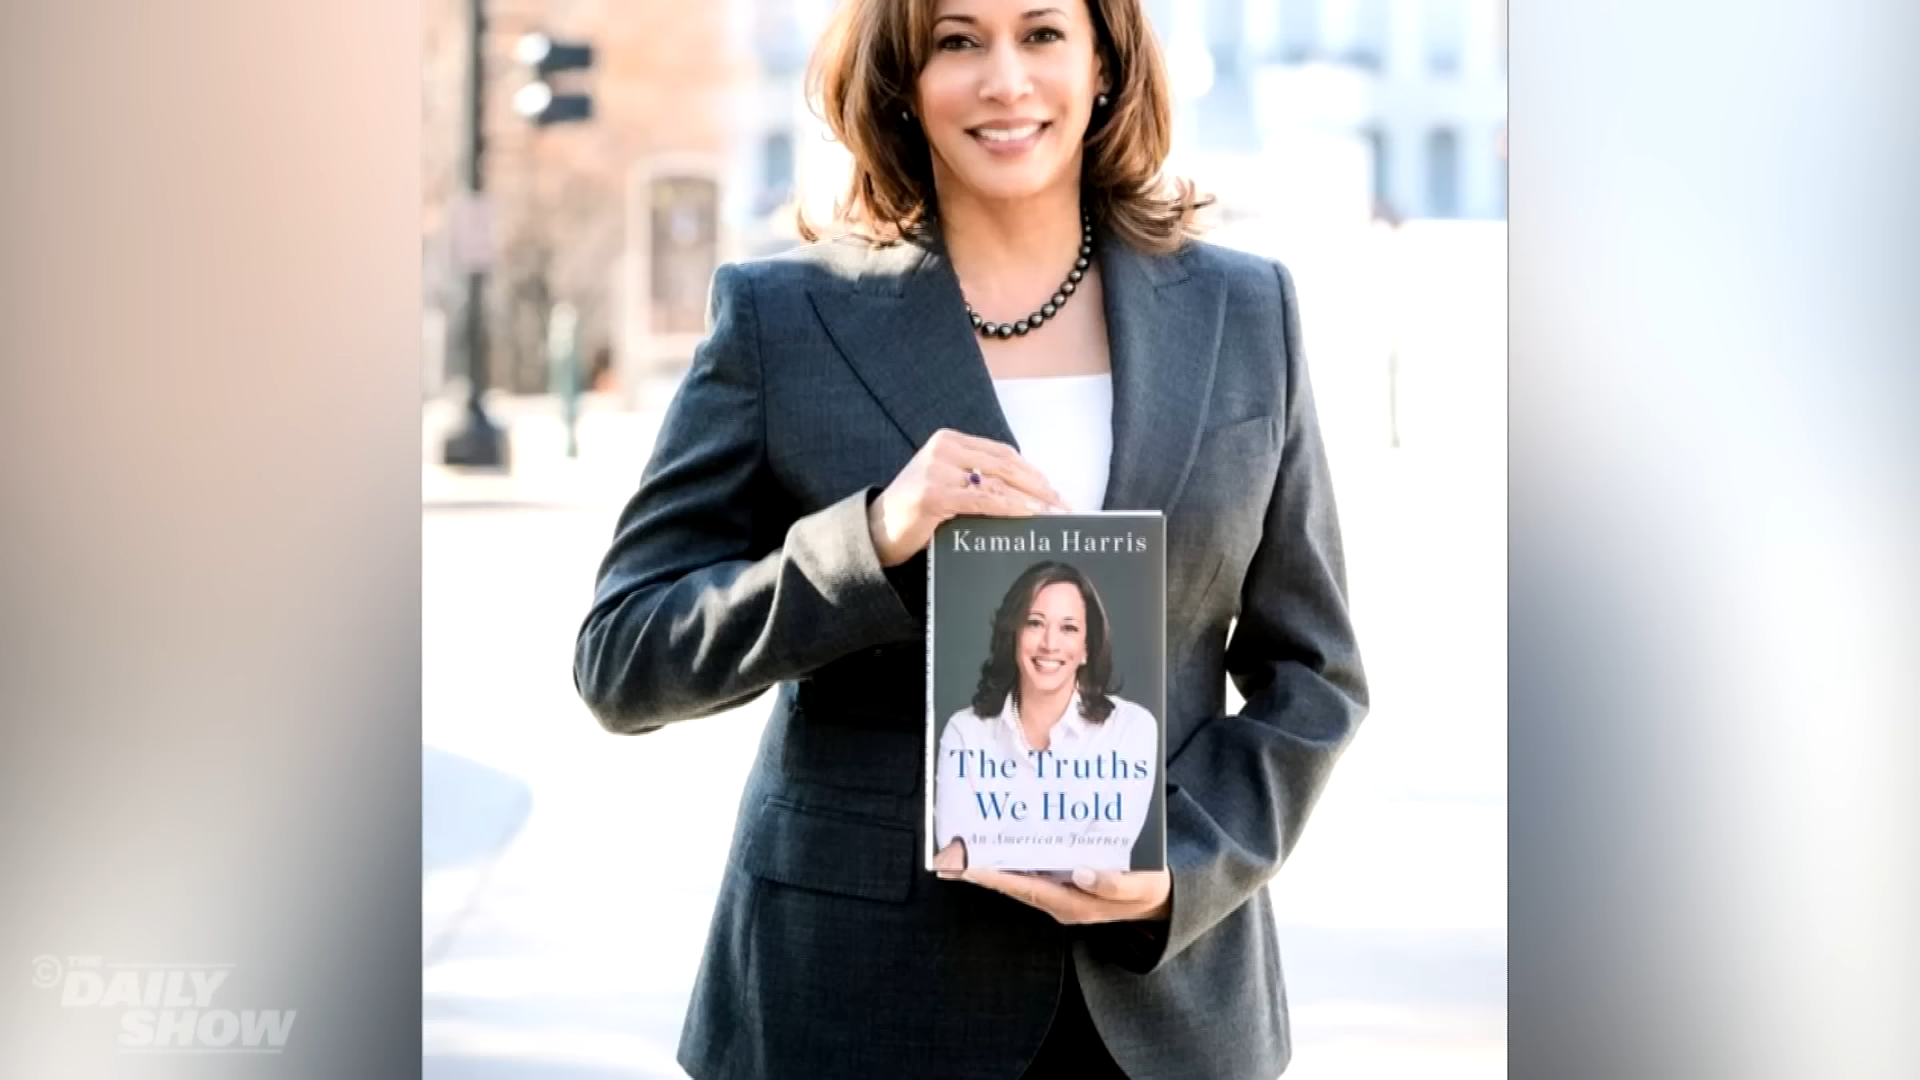 Kamala Harris
The Truths
We Hold
An American Journey
THE
DAILY
SHOW